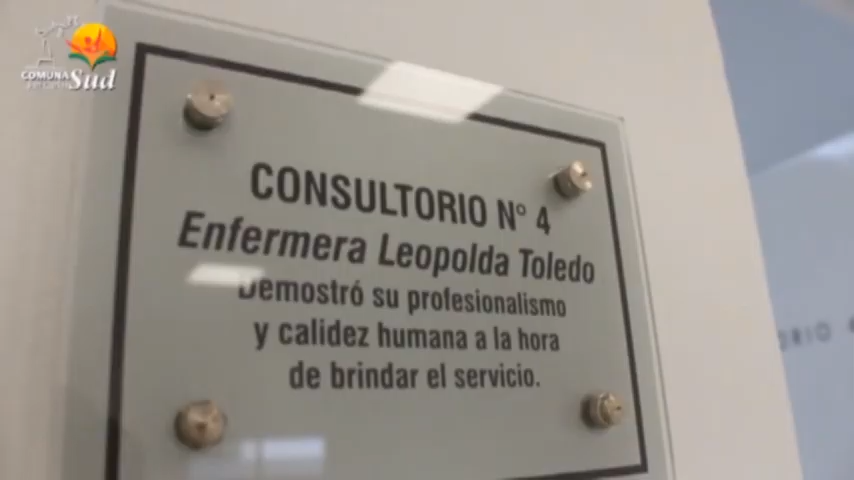 COMUNA
Sud
CONSULTORIO N° 4
Enfermera Leopolda Toledo
Demostró su profesionalismo
y calidez humana a la hora
de brindar el servicio.